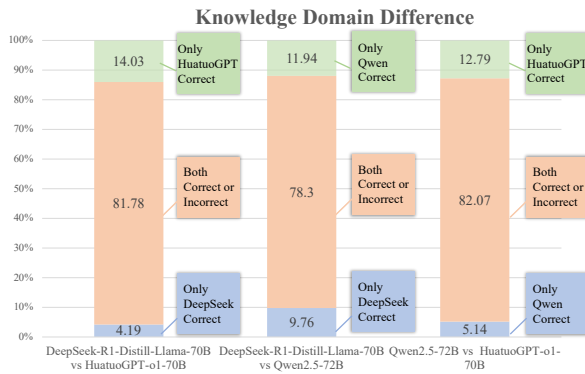 Knowledge Domain Difference
100%
90%
80%
70%
60%
50%
40%
30%
20%
10%
0%
14.03
81.78
4.19
Only
HuatuoGPT
Correct
Both
Correct or
Incorrect
Only
DeepSeek
Correct
11.94
78.3
9.76
Only
Qwen
Correct
Both
Correct or
Incorrect
Only
DeepSeek
Correct
12.79
82.07
5.14
Only
HuatuoGPT
Correct
Both
Correct or
Incorrect
Only
Qwen
Correct
DeepSeek-R1-Distill-Llama-70B
vs HuatuoGPT-o1-70B
DeepSeek-R1-Distill-Llama-70B
vs Qwen2.5-72B
Qwen2.5-72B vs HuatuoGPT-o1-
70B